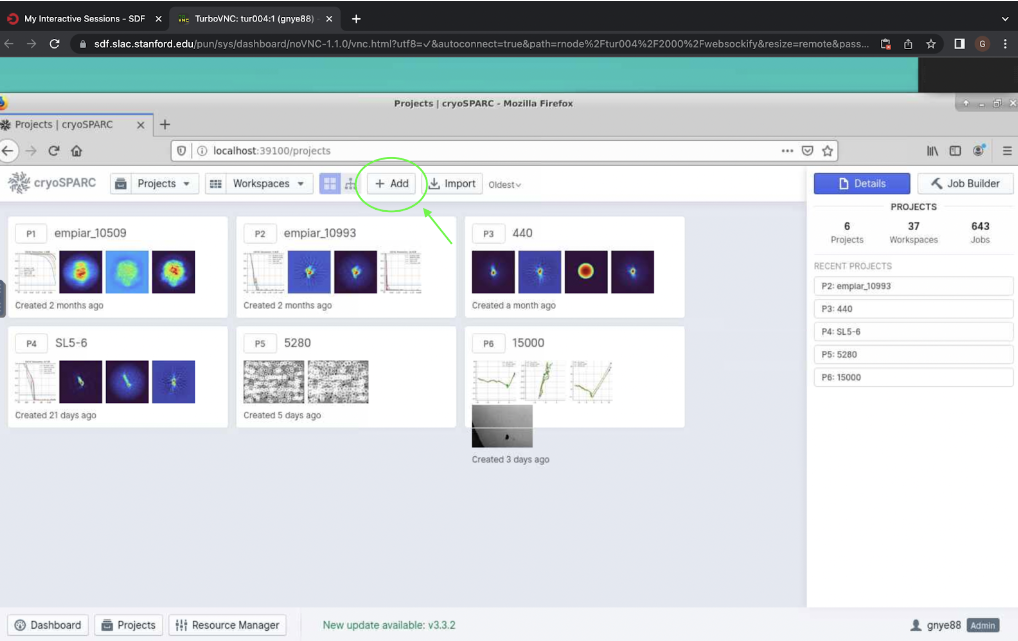 My Interactive Sessions - SDF
TurboVNC: tur004:1 (gnye88)
sdf.slac.stanford.edu/pun/sys/dashboard/noVNC-1.1.0/vnc.html?utf8=✓&autoconnect=true&path=rnode%2Ftur004%2F2000%2Fwebsockify&resize=remote&pass...
G
Projects | cryoSPARC - Mozilla Firefox
Projects | cryoSPARC
localhost:39100/projects
cryoSPARC
Projects
Workspaces
+ Add
Import
Oldest
Details
Job Builder
P1 empiar_10509
Created 2 months ago
P2 empiar_10993
Created 2 months ago
P3 440
Created a month ago
P4 SL5-6
Created 21 days ago
P5 5280
Created 5 days ago
P6 15000
Created 3 days ago
PROJECTS
6 37 643
Projects Workspaces Jobs
RECENT PROJECTS
P2: empiar_10993
P3: 440
P4: SL5-6
P5: 5280
P6: 15000
Dashboard
Projects
Resource Manager
New update available: v3.3.2
gnye88 Admin